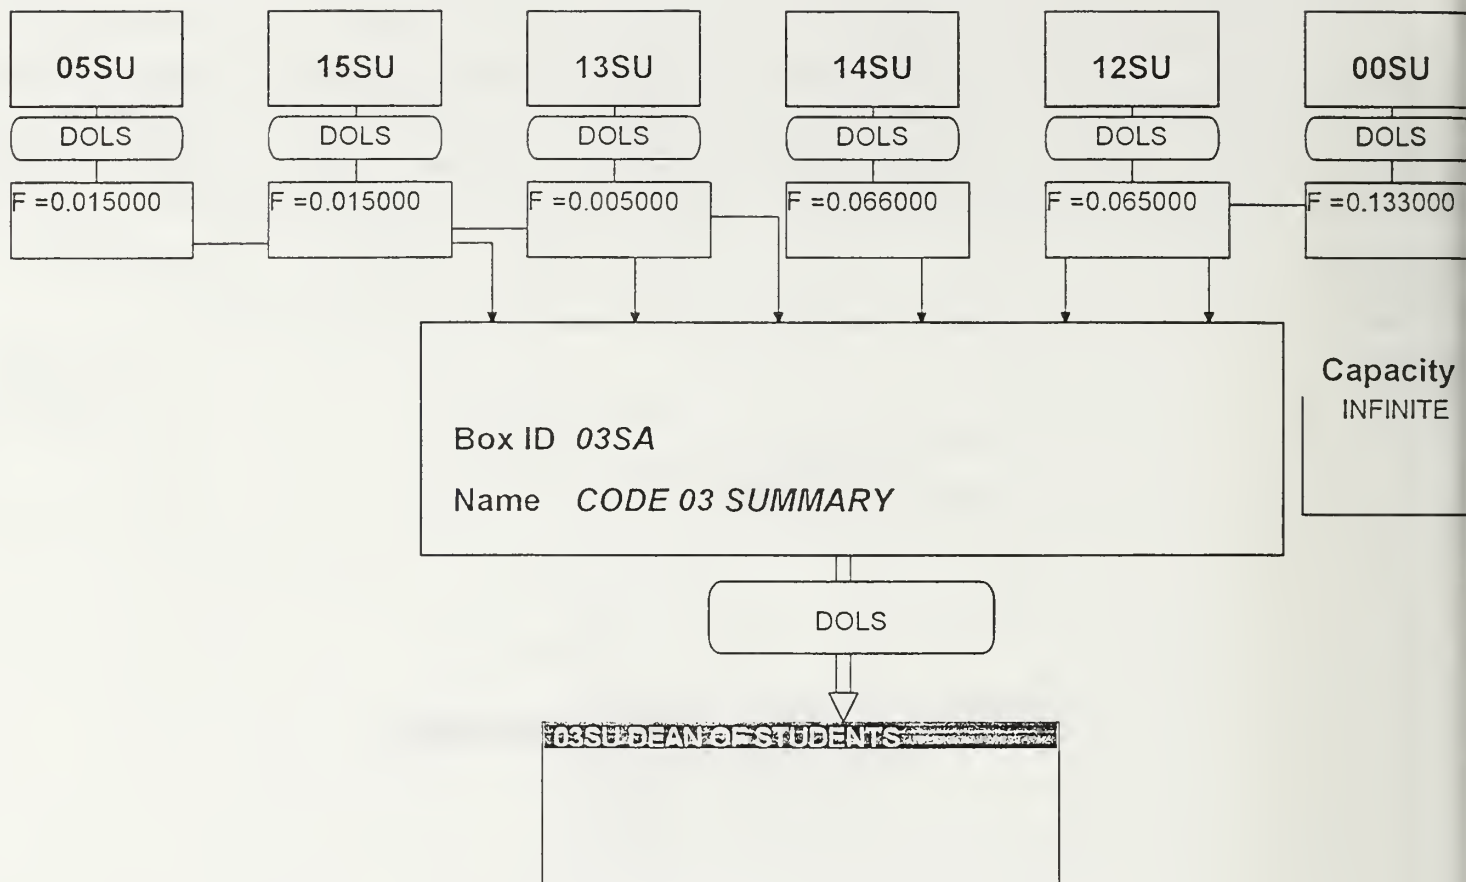 05SU 15SU 13SU 14SU 12SU 00SU
DOLS DOLS DOLS DOLS DOLS DOLS
F =0.015000 F =0.015000 F =0.005000 F =0.066000 F =0.065000 F =0.133000
Capacity
INFINITE
Box ID 03SA
Name CODE 03 SUMMARY
DOLS
03SU DEAN OF STUDENTS